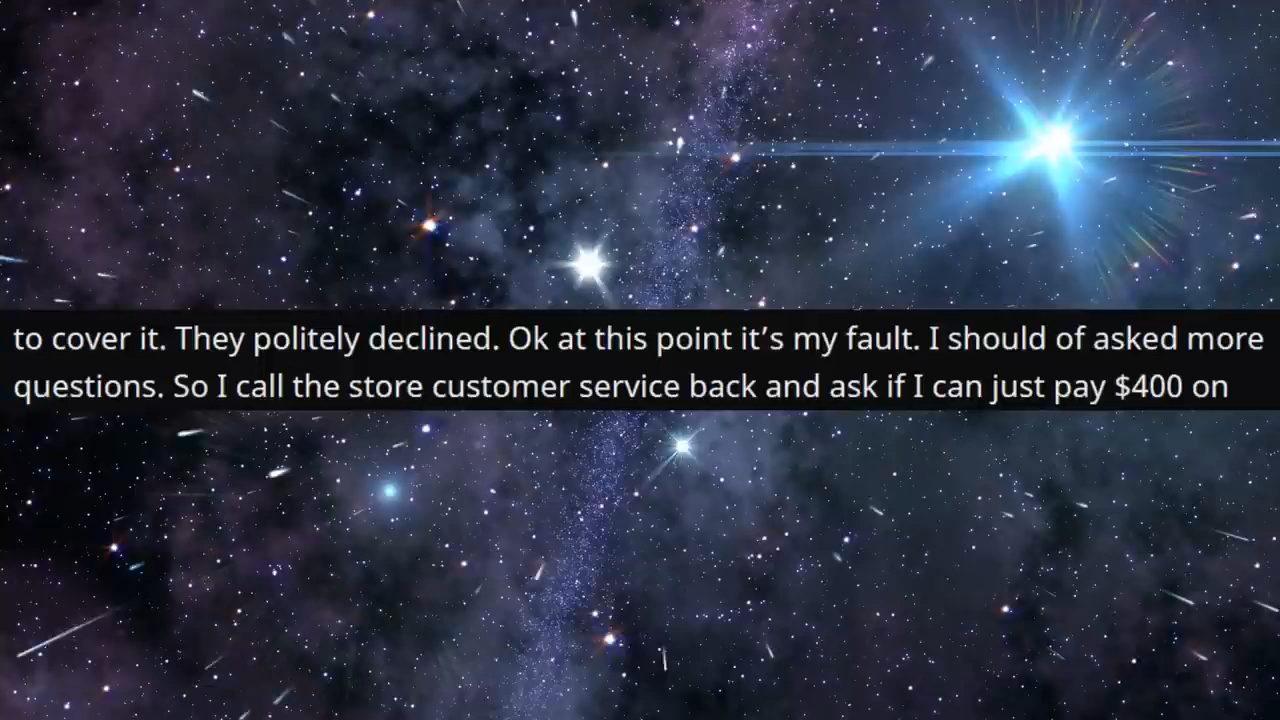 to cover it. They politely declined. Ok at this point it’s my fault. I should of asked more
questions. So I call the store customer service back and ask if I can just pay $400 on